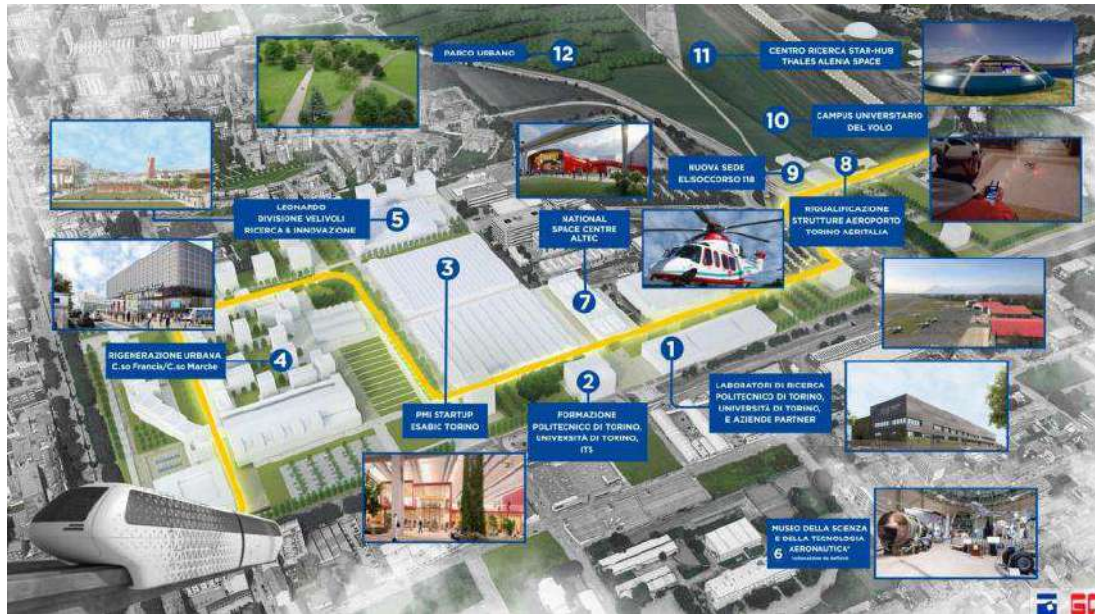 PARCO URBANO
12
11
CENTRO RICERCA STAR-HUB
THALES ALENIA SPACE
10
CAMPUS UNIVERSITARIO
DEL VOLO
NUOVA SEDE
ELISOCCORSO 118
9
8
RIQUALIFICAZIONE
STRUTTURE AEROPORTO
TORINO AERITALIA
LEONARDO
DIVISIONE VELIVOLI
RICERCA & INNOVAZIONE
5
NATIONAL
SPACE CENTRE
ALTEC
7
3
RIGENERAZIONE URBANA
C.so Francia/C.so Marche
4
PMI STARTUP
ESABIC TORINO
2
FORMAZIONE
POLITECNICO DI TORINO,
UNIVERSITÀ DI TORINO,
ITS
1
LABORATORI DI RICERCA
POLITECNICO DI TORINO,
UNIVERSITÀ DI TORINO,
E AZIENDE PARTNER
MUSEO DELLA SCIENZA
E DELLA TECNOLOGIA
6 AERONAUTICA*